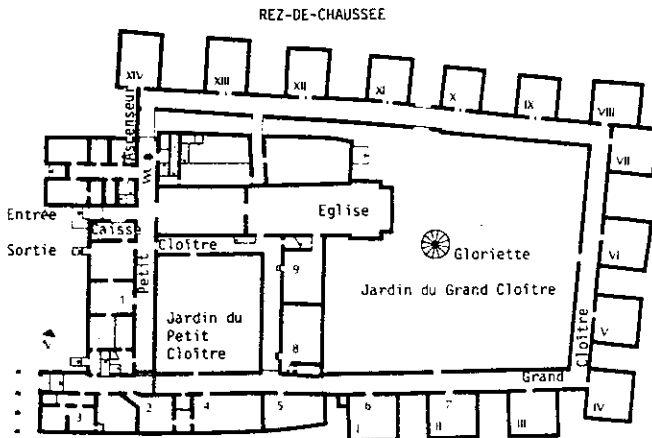 REZ-DE-CHAUSSEE
XIV
XIII
XII
XI
X
IX
VIII
VII
Ascenseur
WC
Entrée
Caiss
Eglise
Sortie
Petit
Cloître
Gloriette
VI
9
Jardin du Grand Cloître
1
Jardin du
Petit
Cloître
V
8
Cloître
Grand
IV
3
2
4
5
6
I
7
II
III